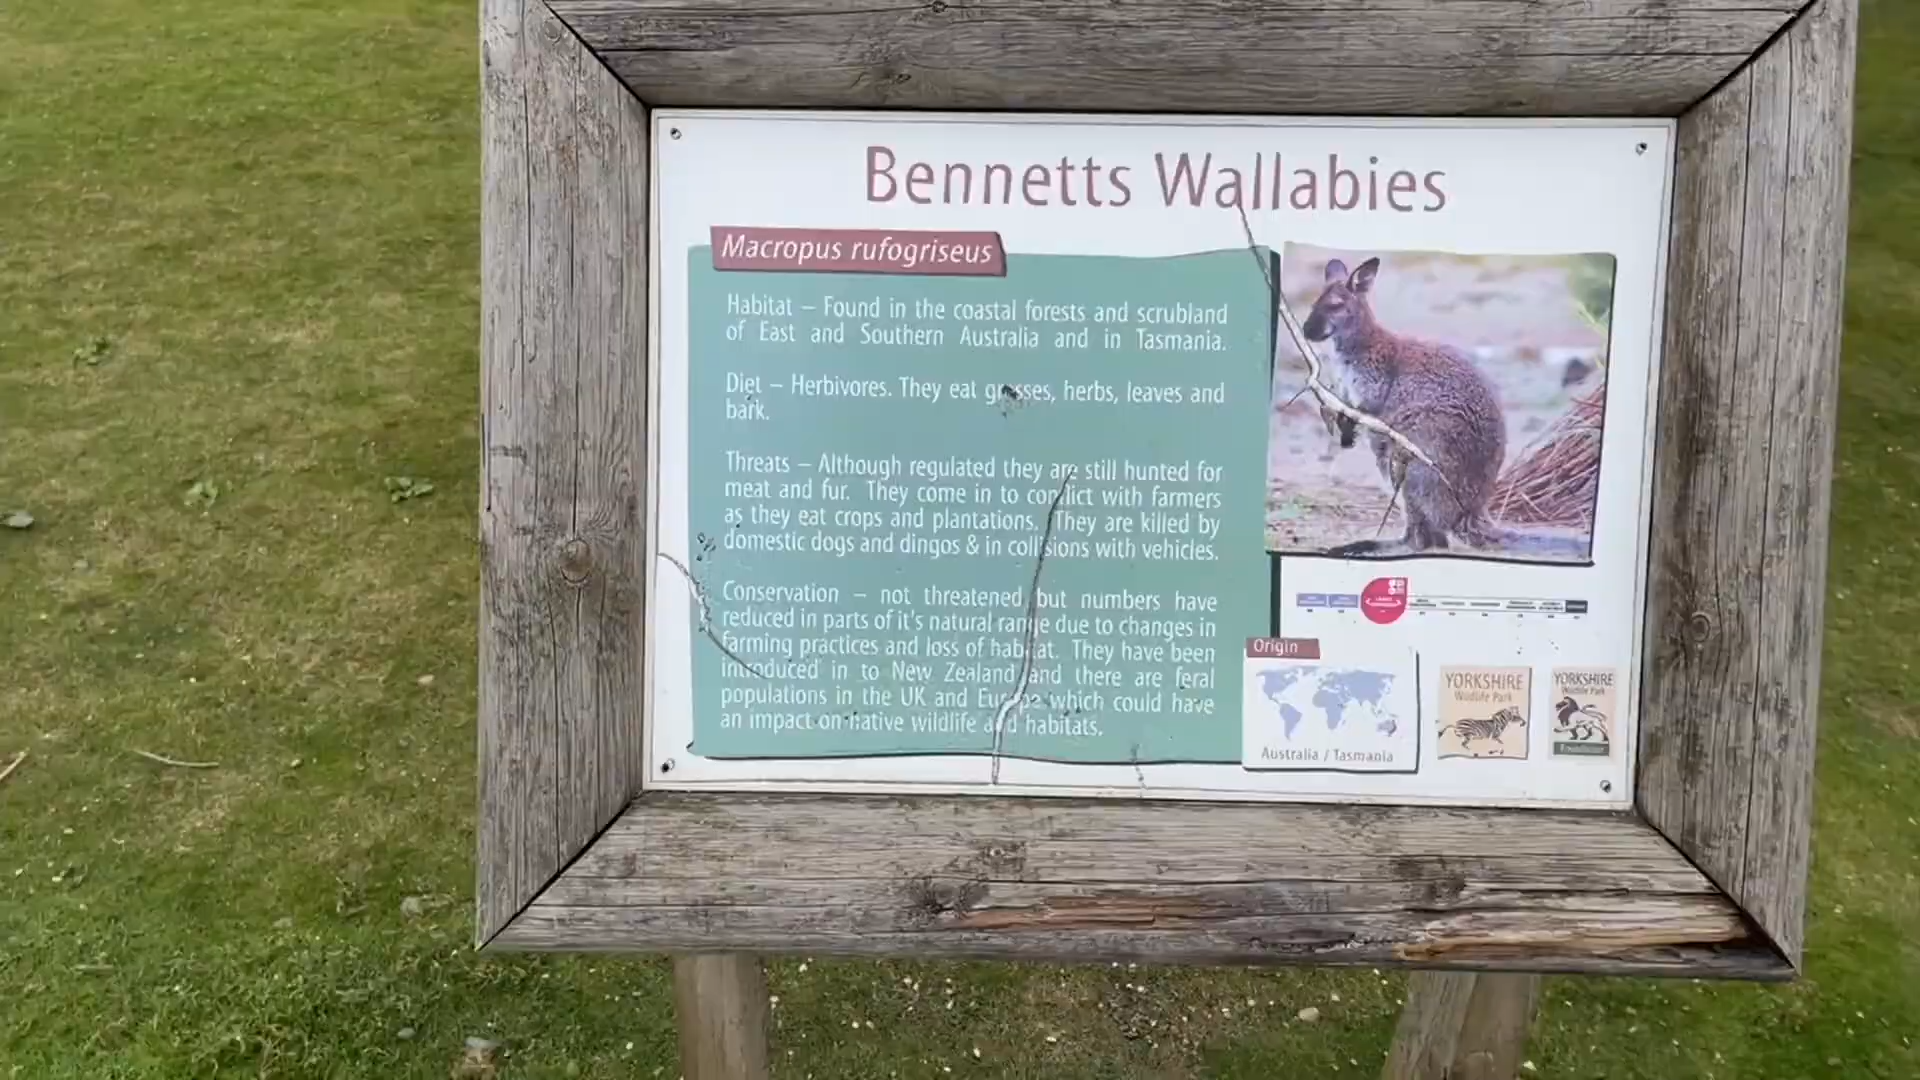 Bennetts Wallabies
Macropus rufogriseus
Habitat – Found in the coastal forests and scrubland
of East and Southern Australia and in Tasmania.
Diet – Herbivores. They eat grasses, herbs, leaves and
bark.
Threats – Although regulated they are still hunted for
meat and fur. They come in to conflict with farmers
as they eat crops and plantations. They are killed by
domestic dogs and dingos & in collisions with vehicles.
Conservation – not threatened but numbers have
reduced in parts of it's natural range due to changes in
farming practices and loss of habitat. They have been
introduced in to New Zealand and there are feral
populations in the UK and Europe which could have
an impact on native wildlife and habitats.
Origin
Australia / Tasmania
YORKSHIRE
Wildlife Park
YORKSHIRE
Wildlife Park
Foundation